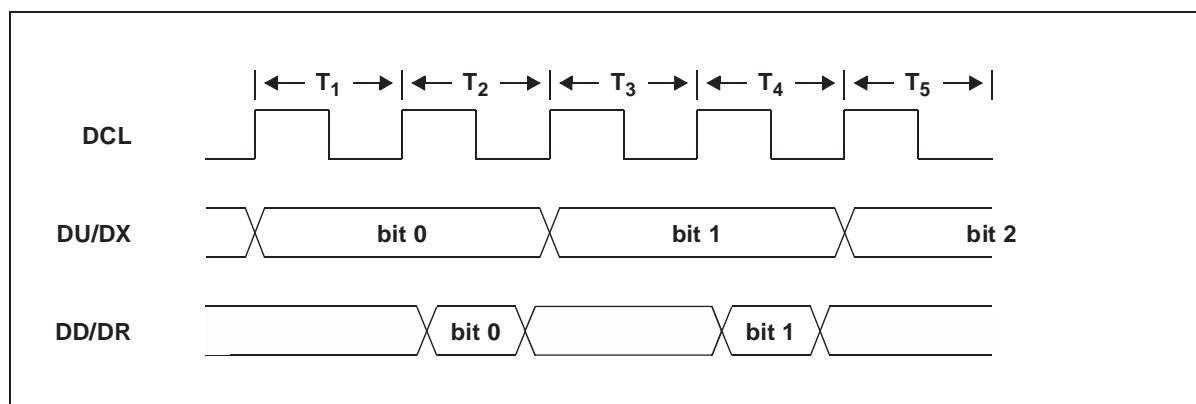 T1 T2 T3 T4 T5
DCL
DU/DX bit 0 bit 1 bit 2
DD/DR bit 0 bit 1